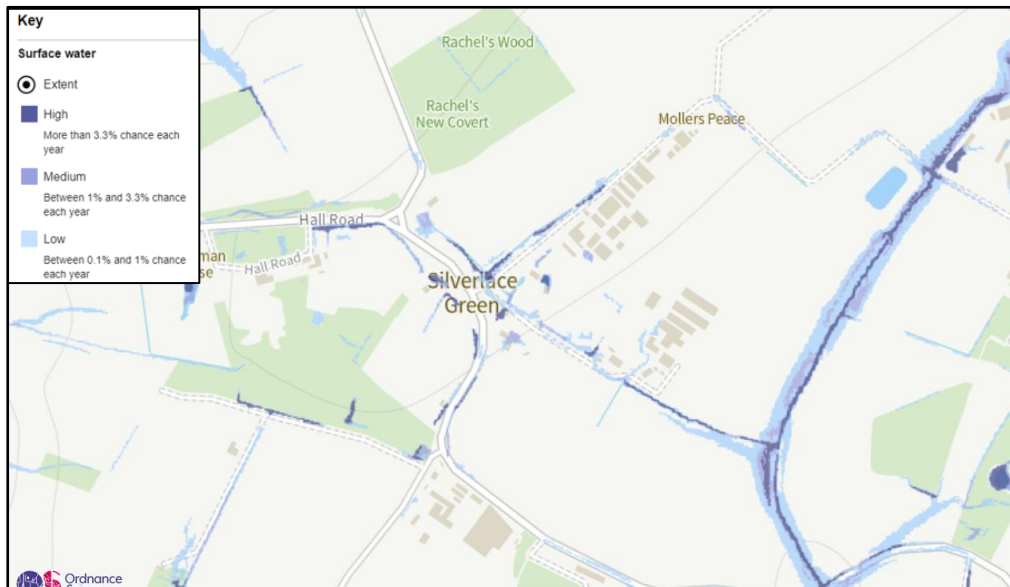 Key
Surface water
Extent
High
More than 3.3% chance each
year
Medium
Between 1% and 3.3% chance
each year
Low
Between 0.1% and 1% chance
each year
Rachel's Wood
Rachel's
New Covert
Mollers Peace
Hall Road
Hall Road
man
se
Silverlace
Green
Ordnance